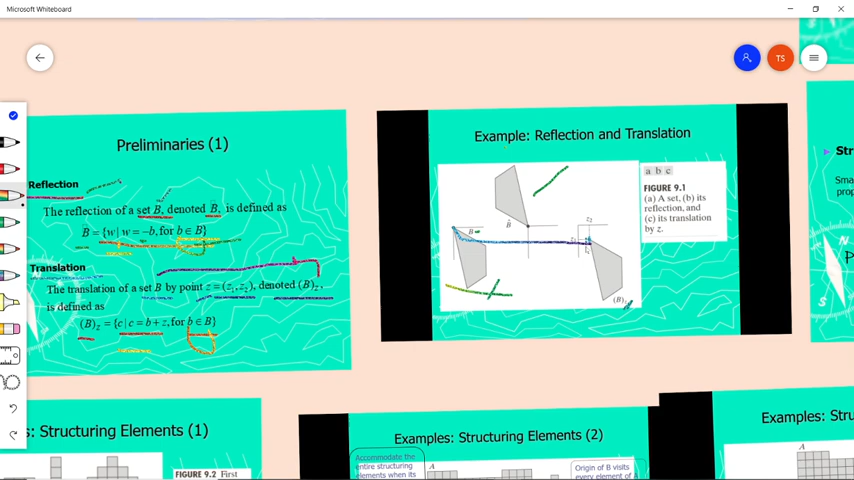 Microsoft Whiteboard
TS
Preliminaries (1)
Reflection
The reflection of a set B, denoted B̂, is defined as
B̂ = {w | w = −b, for b ∈ B}
Translation
The translation of a set B by point z = (z₁, z₂), denoted (B)z,
is defined as
(B)z = {c | c = b + z, for b ∈ B}
Example: Reflection and Translation
B
B̂
z₂
z₁
(B)z
a b c
FIGURE 9.1
(a) A set, (b) its
reflection, and
(c) its translation
by z.
Str
Sma
S
s: Structuring Elements (1)
FIGURE 9.2 First
Examples: Structuring Elements (2)
Accommodate the
entire structuring
elements when its
A
Origin of B visits
every element of A
Examples: Stru
A